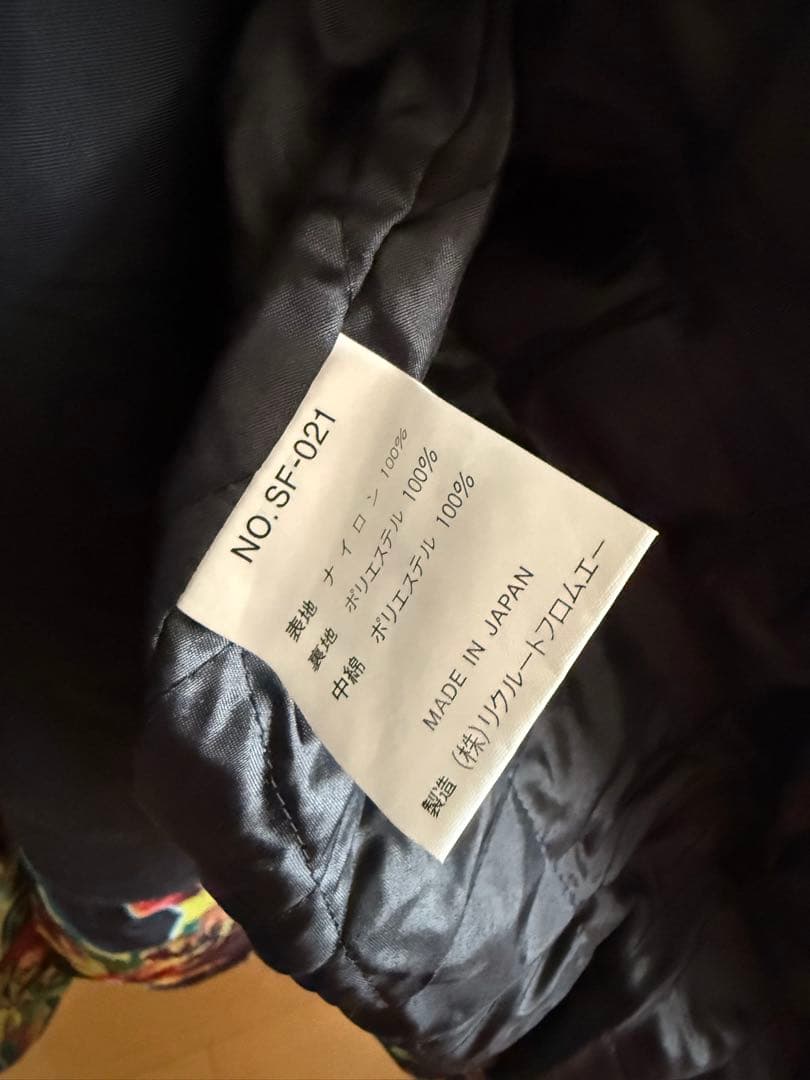 NO.SF-021
表地 ナイロン 100%
裏地 ポリエステル 100%
中綿 ポリエステル 100%
MADE IN JAPAN
製造 (株)リクルートフロムエー